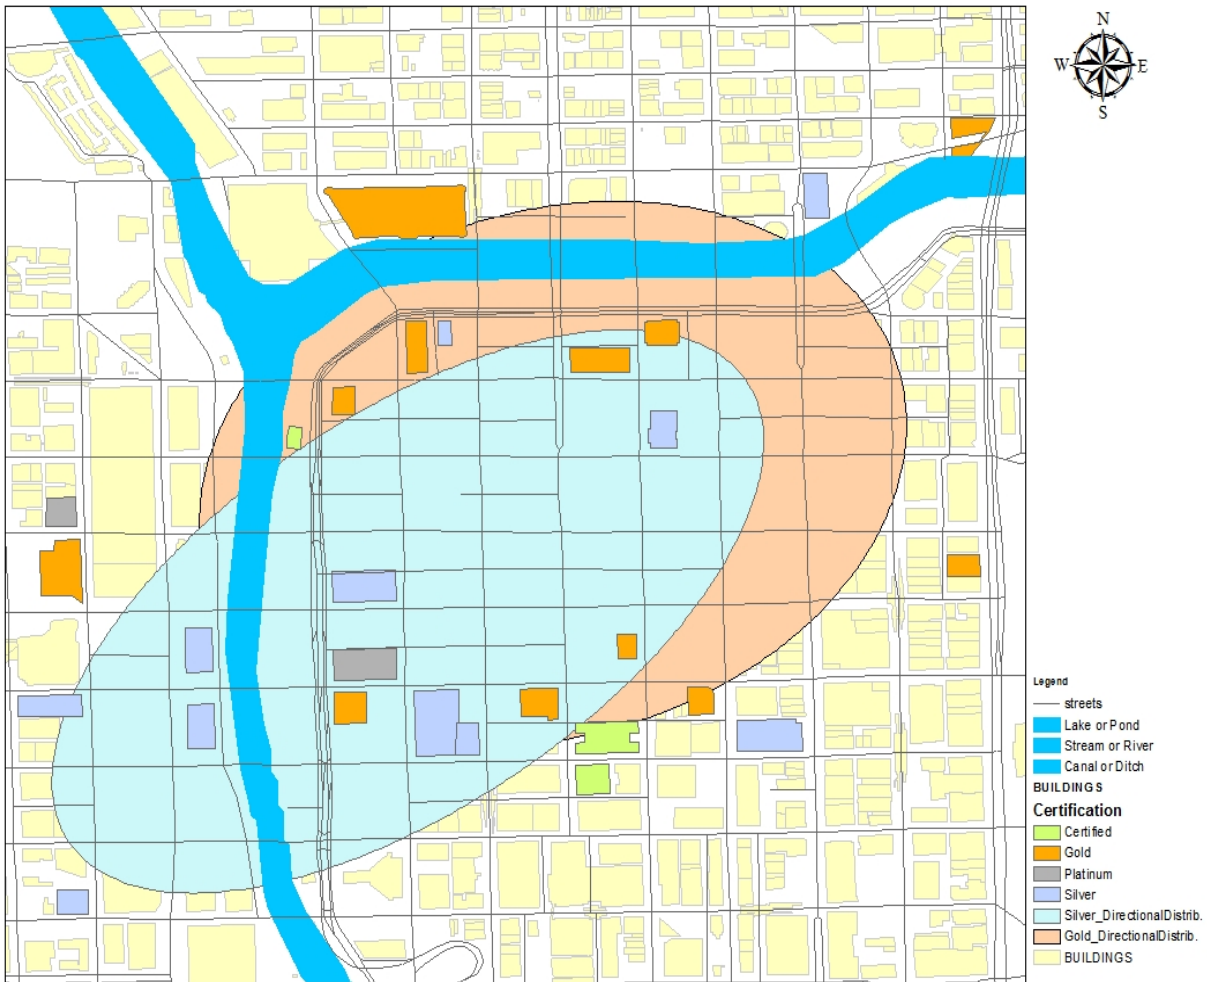 N
W E
S
Legend
streets
Lake or Pond
Stream or River
Canal or Ditch
BUILDINGS
Certification
Certified
Gold
Platinum
Silver
Silver_DirectionalDistrib.
Gold_DirectionalDistrib.
BUILDINGS